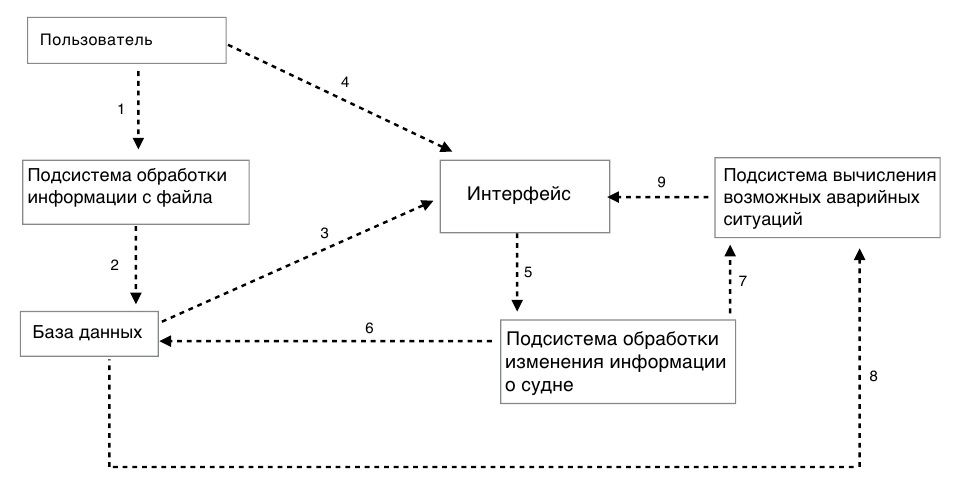 Пользователь
4
1
Подсистема обработки
информации с файла
Интерфейс
9
Подсистема вычисления
возможных аварийных
ситуаций
2
3
5
7
База данных
6
Подсистема обработки
изменения информации
о судне
8